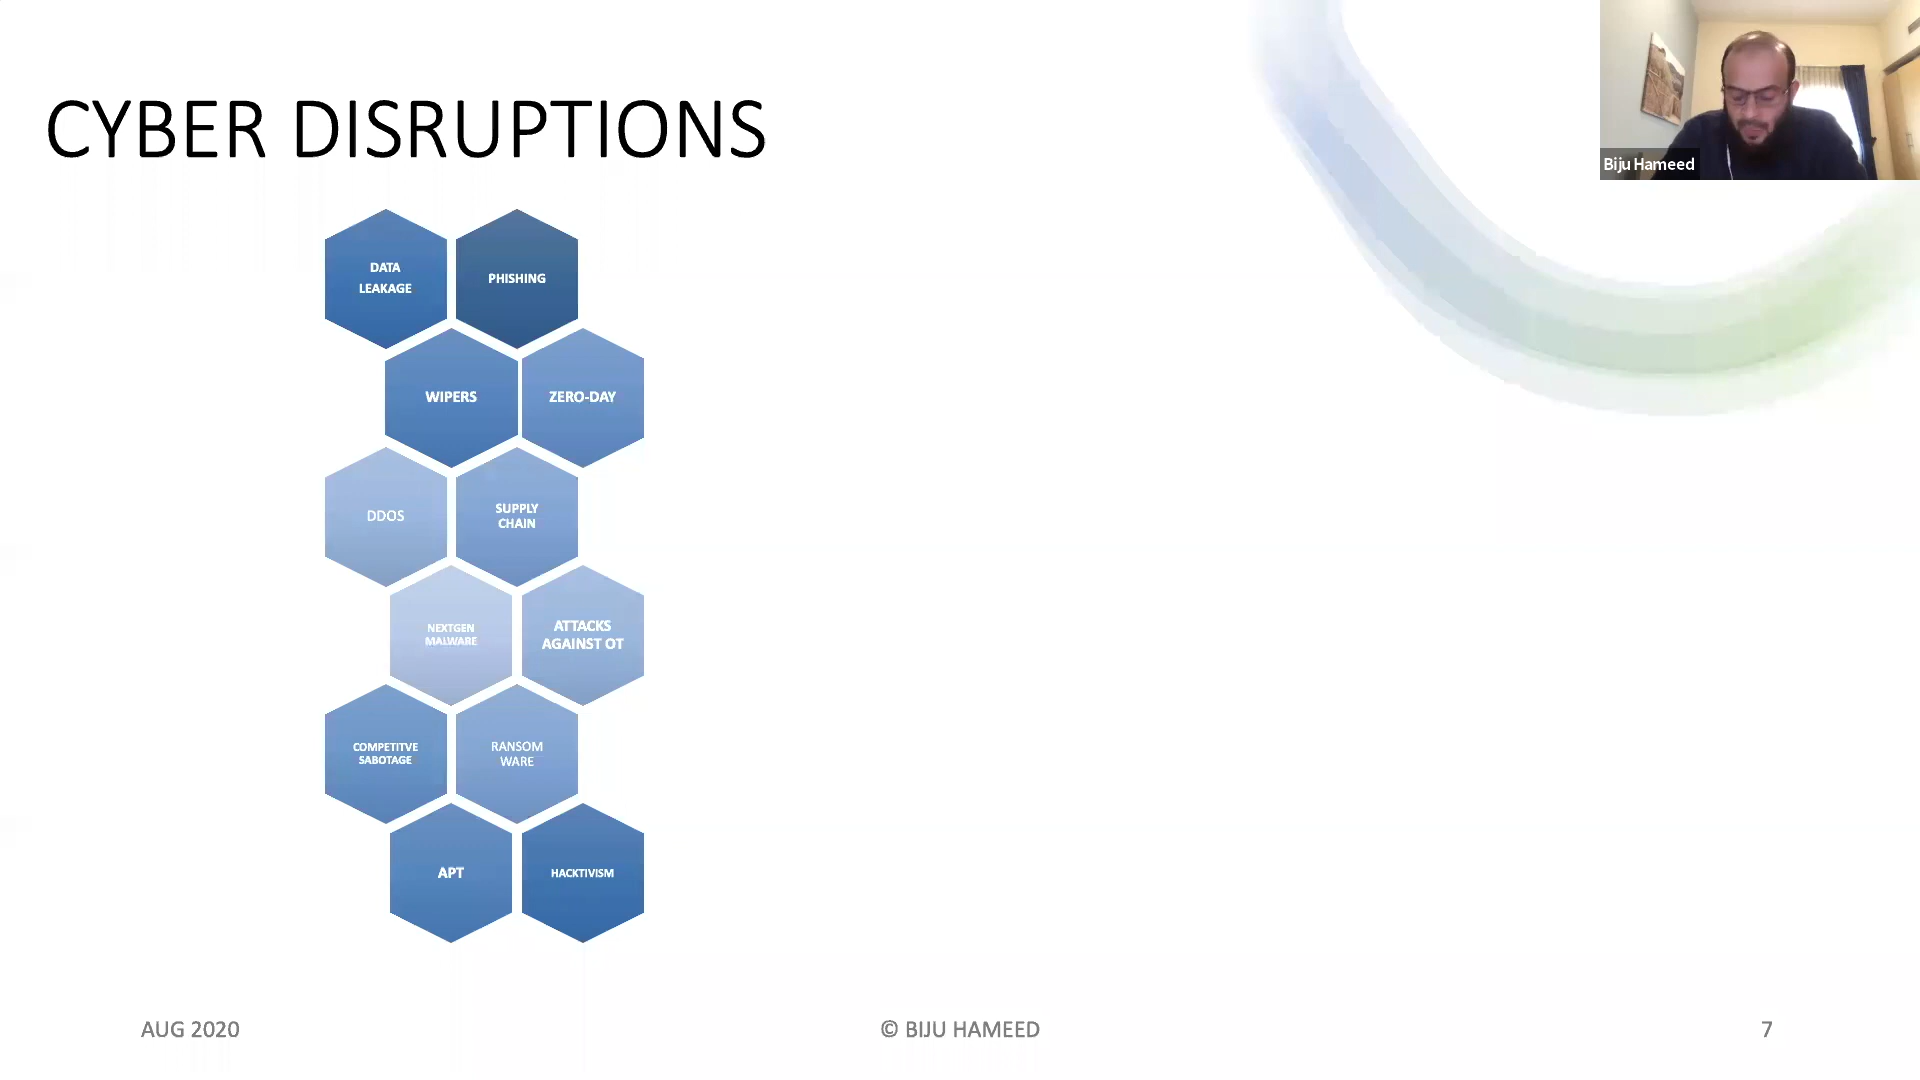 CYBER DISRUPTIONS
Biju Hameed
DATA
LEAKAGE
PHISHING
WIPERS
ZERO-DAY
DDOS
SUPPLY
CHAIN
NEXTGEN
MALWARE
ATTACKS
AGAINST OT
COMPETITVE
SABOTAGE
RANSOM
WARE
APT
HACKTIVISM
AUG 2020
© BIJU HAMEED
7